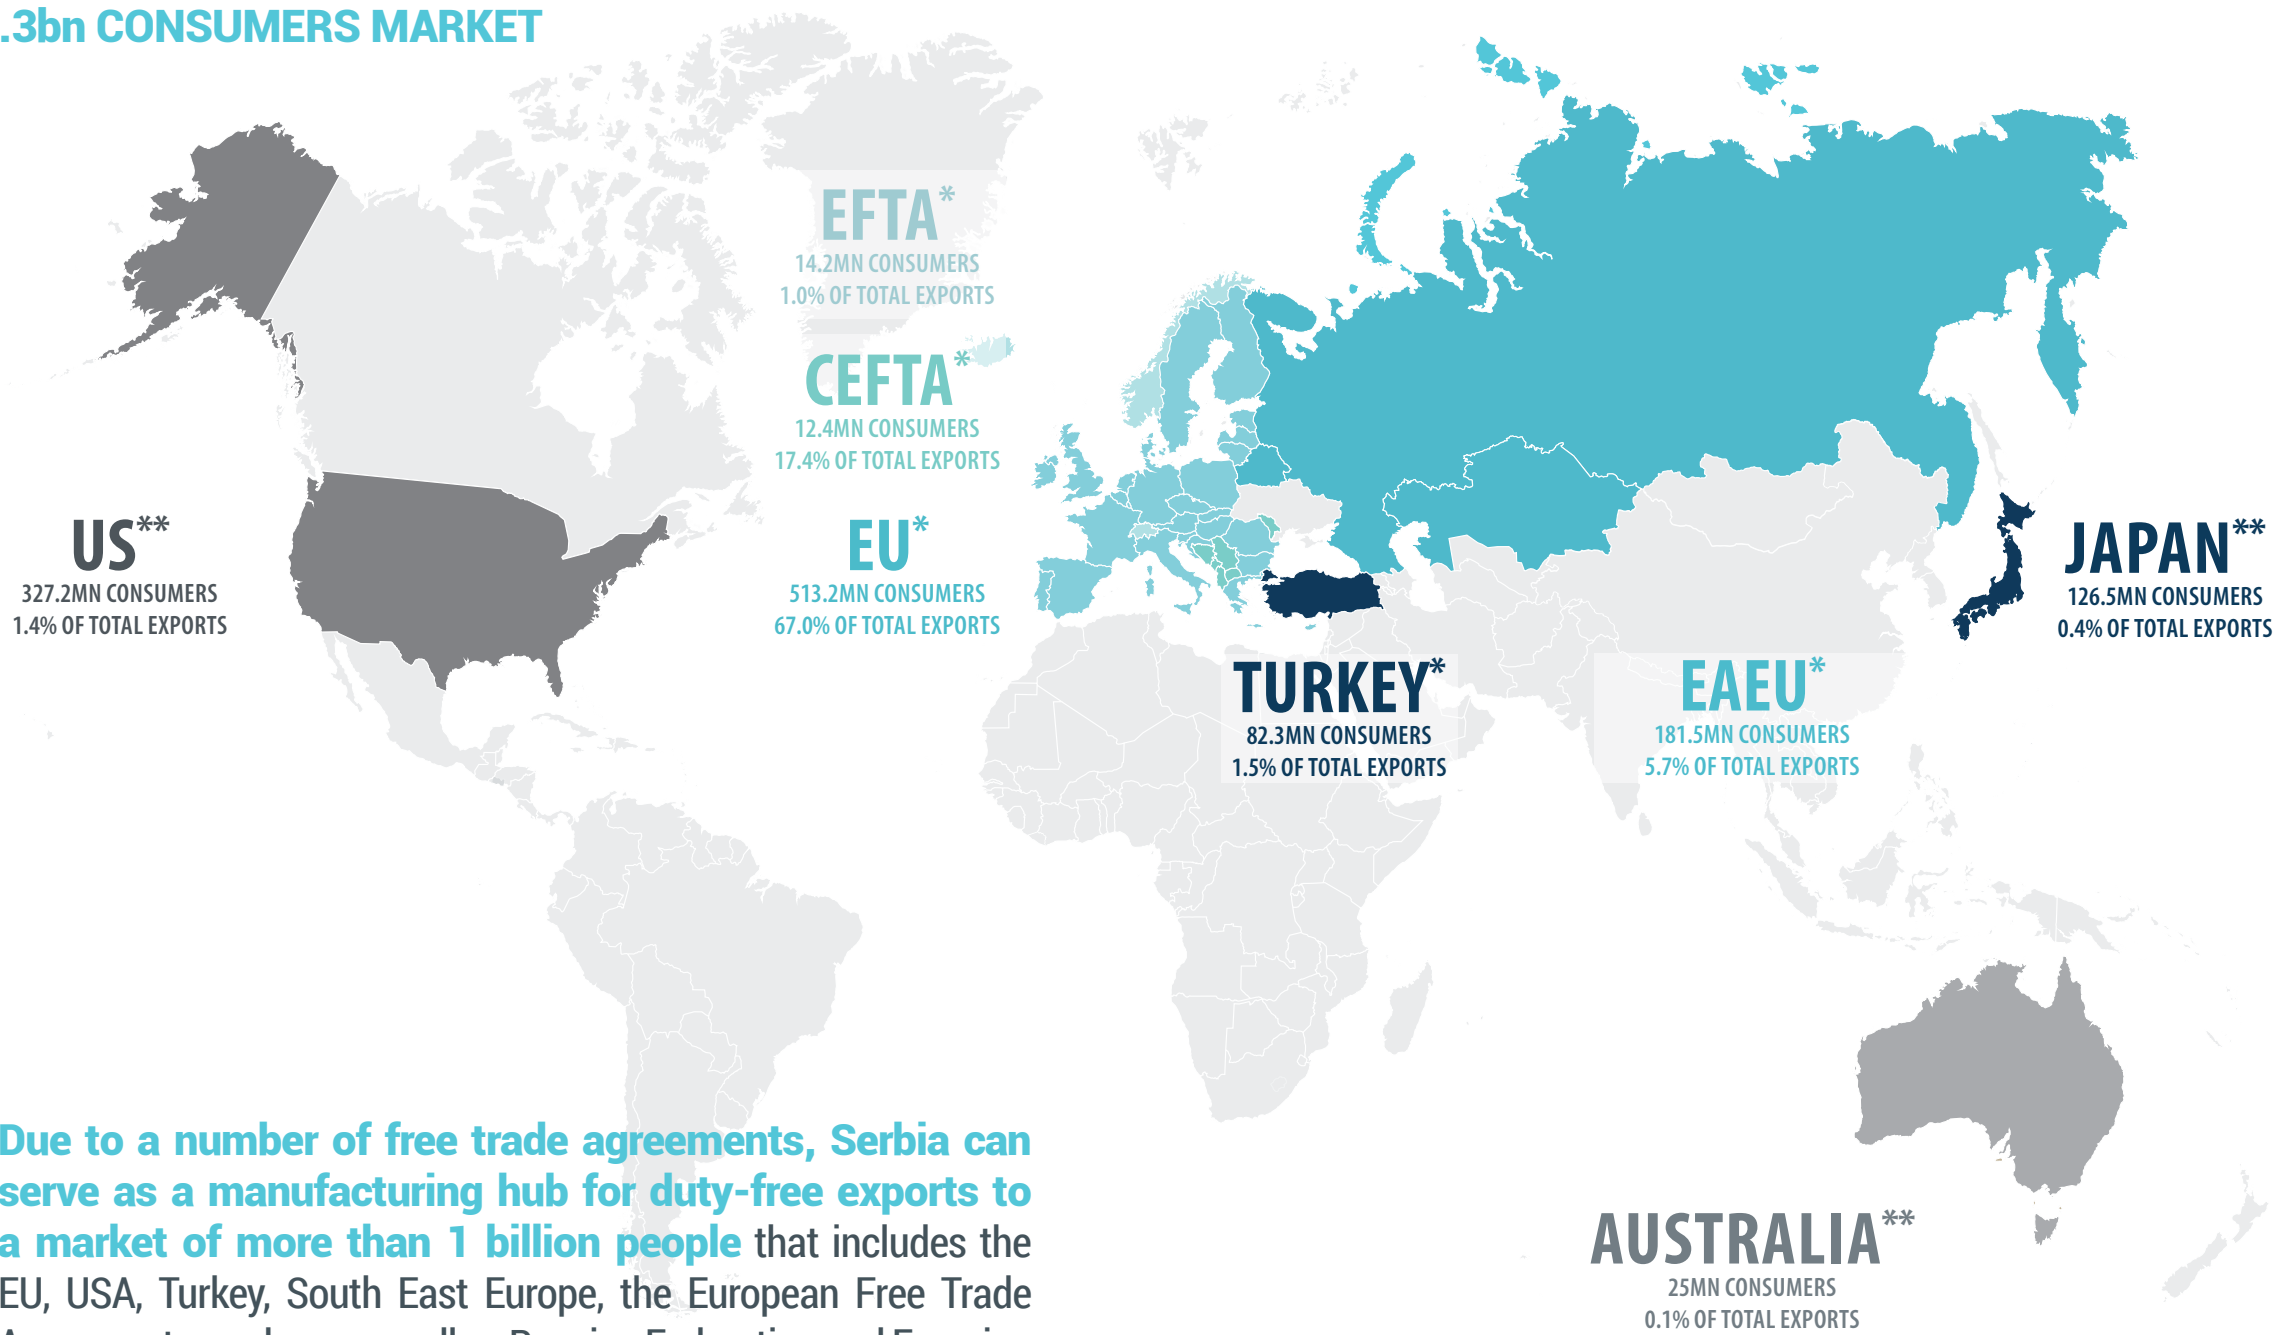 .3bn CONSUMERS MARKET
EFTA*
14.2MN CONSUMERS
1.0% OF TOTAL EXPORTS
CEFTA*
12.4MN CONSUMERS
17.4% OF TOTAL EXPORTS
US**
327.2MN CONSUMERS
1.4% OF TOTAL EXPORTS
EU*
513.2MN CONSUMERS
67.0% OF TOTAL EXPORTS
JAPAN**
126.5MN CONSUMERS
0.4% OF TOTAL EXPORTS
TURKEY*
82.3MN CONSUMERS
1.5% OF TOTAL EXPORTS
EAEU*
181.5MN CONSUMERS
5.7% OF TOTAL EXPORTS
Due to a number of free trade agreements, Serbia can
serve as a manufacturing hub for duty-free exports to
a market of more than 1 billion people that includes the
EU, USA, Turkey, South East Europe, the European Free Trade
AUSTRALIA**
25MN CONSUMERS
0.1% OF TOTAL EXPORTS